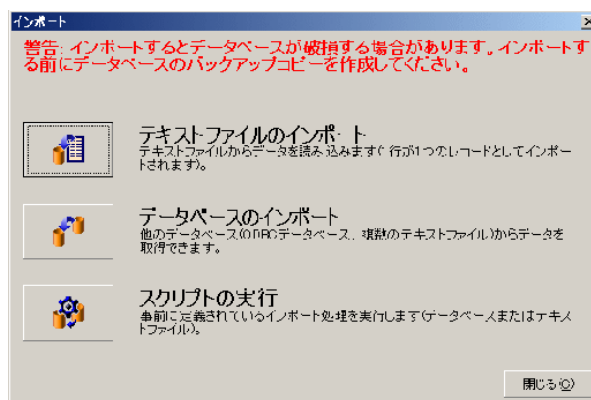 インポート
警告: インポートするとデータベースが破損する場合があります。インポートす
る前にデータベースのバックアップコピーを作成してください。
テキストファイルのインポート
テキストファイルからデータを読み込みます(1行が1つのレコードとしてインポー
トされます)。
データベースのインポート
他のデータベース(ODBCデータベース、複数のテキストファイル)からデータを
取得できます。
スクリプトの実行
事前に定義されているインポート処理を実行します(データベースまたはテキス
トファイル)。
閉じる(C)